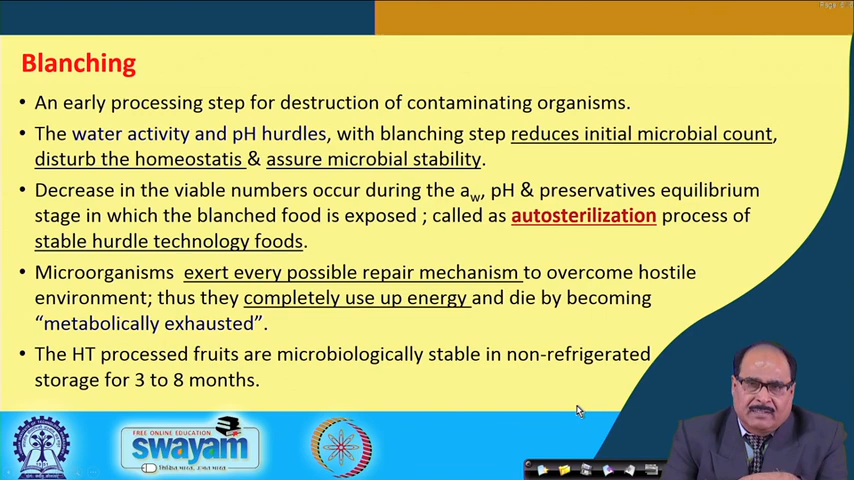 Blanching
• An early processing step for destruction of contaminating organisms.
• The water activity and pH hurdles, with blanching step reduces initial microbial count,
disturb the homeostatis & assure microbial stability.
• Decrease in the viable numbers occur during the aw, pH & preservatives equilibrium
stage in which the blanched food is exposed ; called as autosterilization process of
stable hurdle technology foods.
• Microorganisms exert every possible repair mechanism to overcome hostile
environment; thus they completely use up energy and die by becoming
“metabolically exhausted”.
• The HT processed fruits are microbiologically stable in non-refrigerated
storage for 3 to 8 months.
FREE ONLINE EDUCATION
swayam